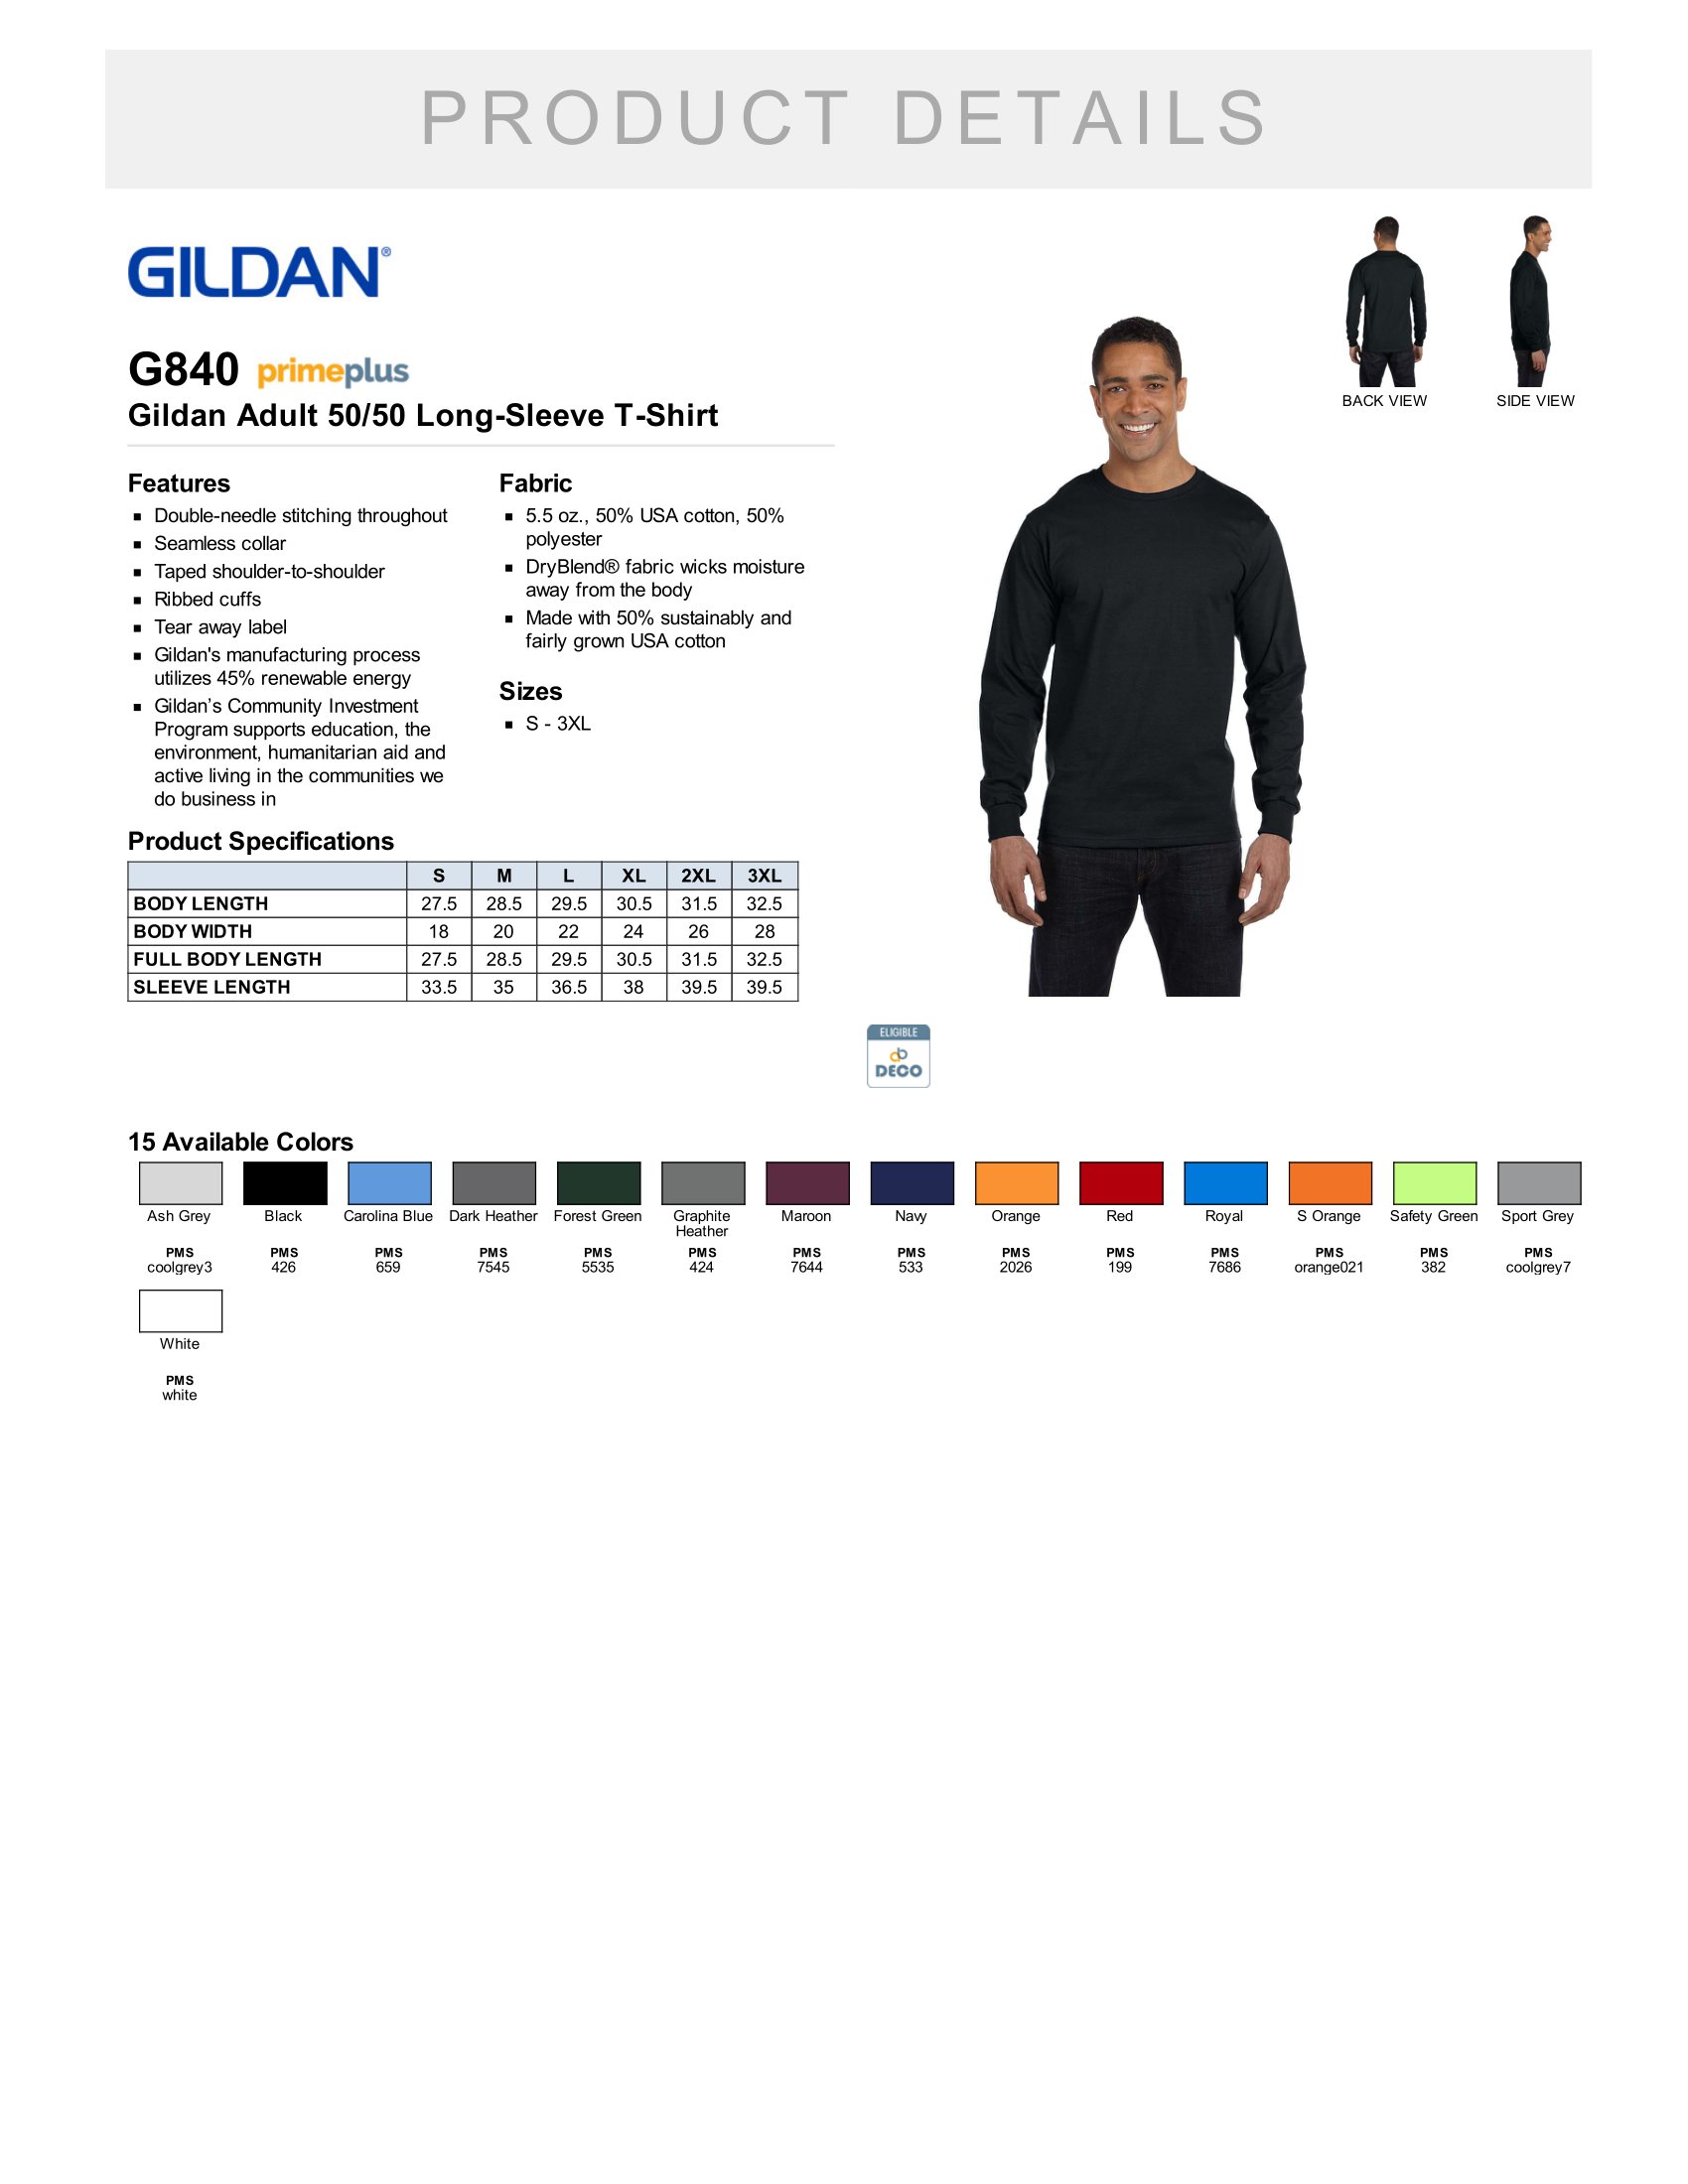 PRODUCT DETAILS
GILDAN®
G840 primeplus
Gildan Adult 50/50 Long-Sleeve T-Shirt
BACK VIEW
SIDE VIEW
Features
Double-needle stitching throughout
Seamless collar
Taped shoulder-to-shoulder
Ribbed cuffs
Tear away label
Gildan's manufacturing process
utilizes 45% renewable energy
Gildan’s Community Investment
Program supports education, the
environment, humanitarian aid and
active living in the communities we
do business in
Fabric
5.5 oz., 50% USA cotton, 50%
polyester
DryBlend® fabric wicks moisture
away from the body
Made with 50% sustainably and
fairly grown USA cotton
Sizes
S - 3XL
Product Specifications
S M L XL 2XL 3XL
BODY LENGTH 27.5 28.5 29.5 30.5 31.5 32.5
BODY WIDTH 18 20 22 24 26 28
FULL BODY LENGTH 27.5 28.5 29.5 30.5 31.5 32.5
SLEEVE LENGTH 33.5 35 36.5 38 39.5 39.5
ELIGIBLE
ab
DECO
15 Available Colors
Ash Grey Black Carolina Blue Dark Heather Forest Green Graphite Maroon Navy Orange Red Royal S Orange Safety Green Sport Grey
Heather
PMS PMS PMS PMS PMS PMS PMS PMS PMS PMS PMS PMS PMS PMS
coolgrey3 426 659 7545 5535 424 7644 533 2026 199 7686 orange021 382 coolgrey7
White
PMS
white